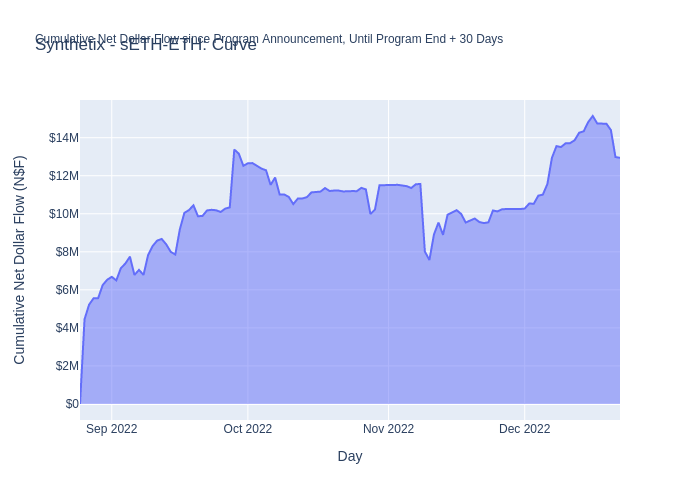 Cumulative Net Dollar Flow since Program Announcement, Until Program End + 30 Days
Synthetix - sETH-ETH: Curve
Cumulative Net Dollar Flow (N$F)
$14M
$12M
$10M
$8M
$6M
$4M
$2M
$0
Sep 2022
Oct 2022
Nov 2022
Dec 2022
Day